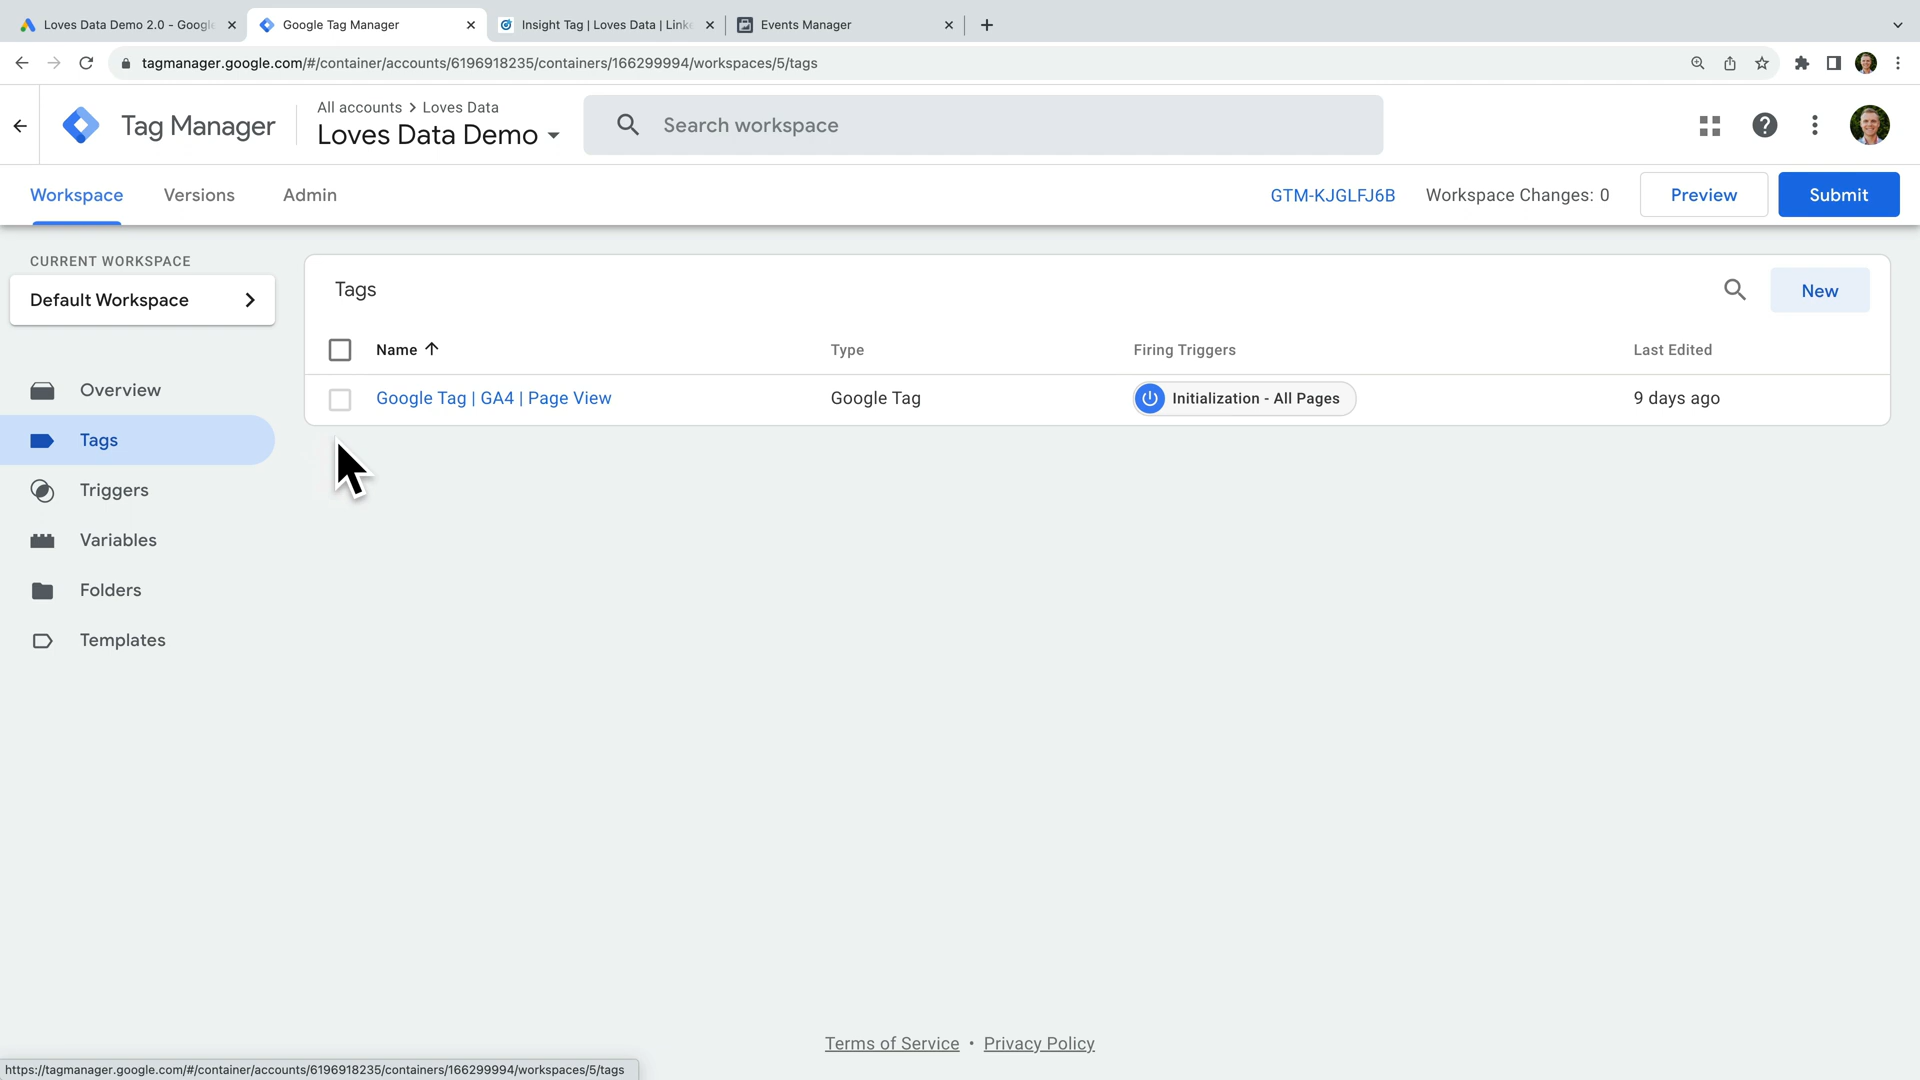 Loves Data Demo 2.0 - Google
Google Tag Manager
Insight Tag | Loves Data | Linke
Events Manager
tagmanager.google.com/#/container/accounts/6196918235/containers/166299994/workspaces/5/tags
Tag Manager
All accounts > Loves Data
Loves Data Demo
Search workspace
Workspace
Versions
Admin
GTM-KJGLFJ6B
Workspace Changes: 0
Preview
Submit
CURRENT WORKSPACE
Default Workspace
Overview
Tags
Triggers
Variables
Folders
Templates
Tags
New
Name
Type
Firing Triggers
Last Edited
Google Tag | GA4 | Page View
Google Tag
Initialization - All Pages
9 days ago
Terms of Service • Privacy Policy
https://tagmanager.google.com/#/container/accounts/6196918235/containers/166299994/workspaces/5/tags